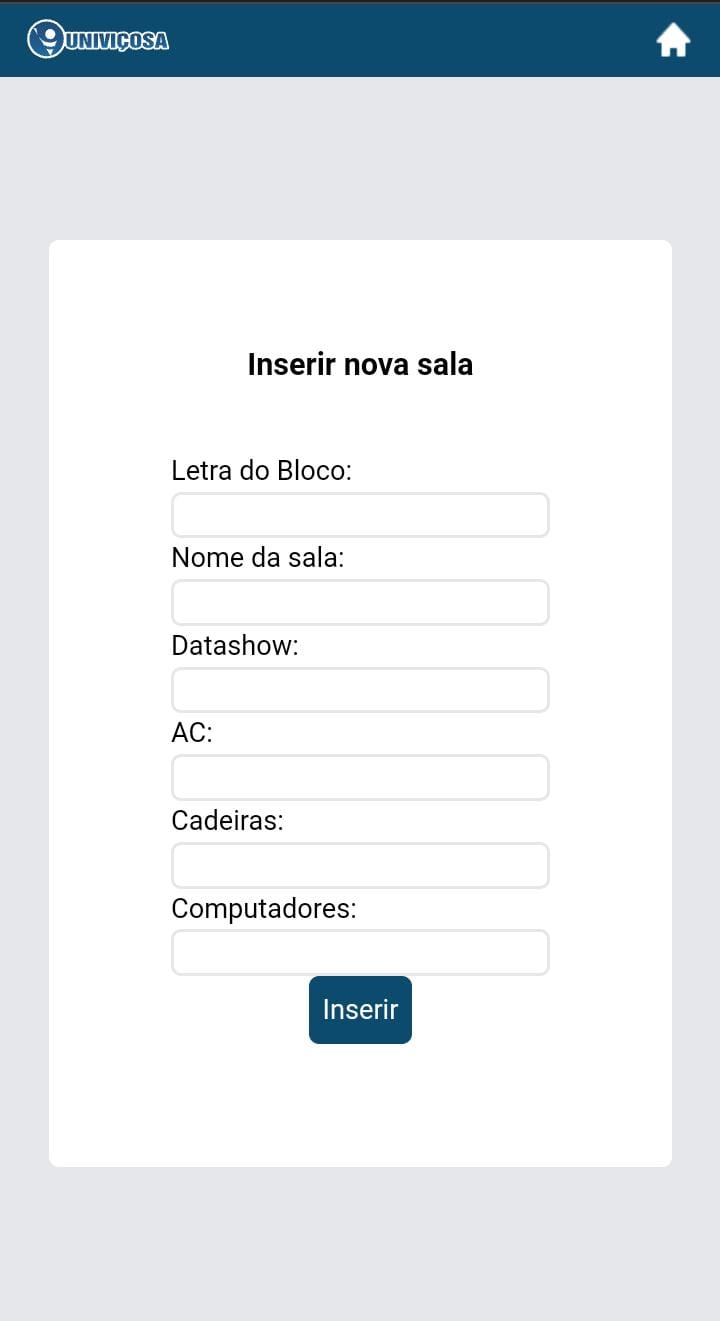 UNIVIÇOSA
Inserir nova sala
Letra do Bloco:
Nome da sala:
Datashow:
AC:
Cadeiras:
Computadores:
Inserir